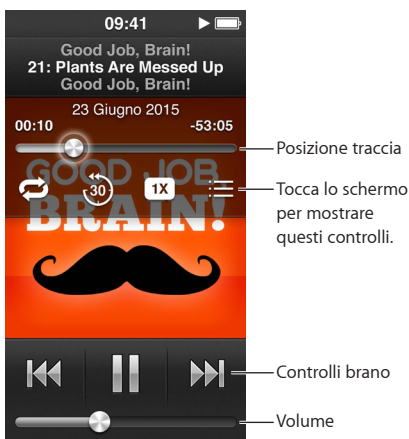 09:41
Good Job, Brain!
21: Plants Are Messed Up
Good Job, Brain!
23 Giugno 2015
00:10
-53:05
Posizione traccia
GOOD JOB
30
1X
BRAIN!
Tocca lo schermo
per mostrare
questi controlli.
Controlli brano
Volume